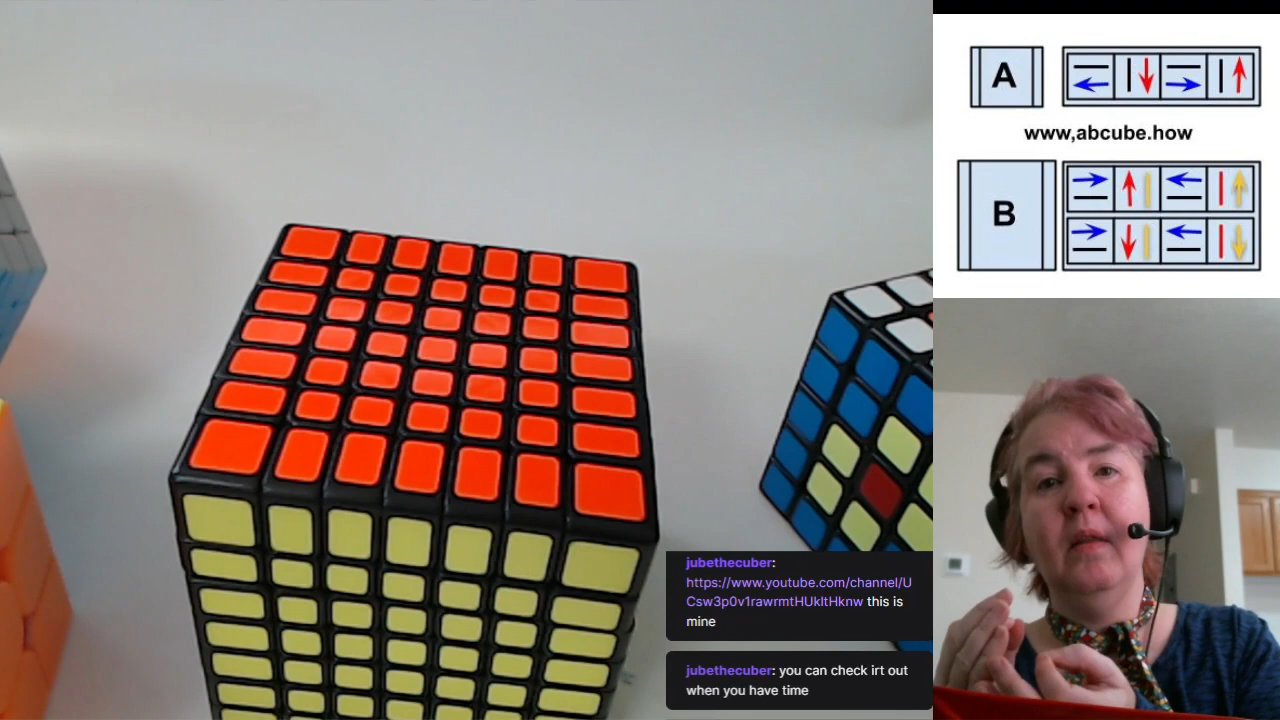 A
www,abcube.how
B
jubethecuber:
https://www.youtube.com/channel/U
Csw3p0v1rawrmtHUkItHknw this is
mine
jubethecuber: you can check irt out
when you have time